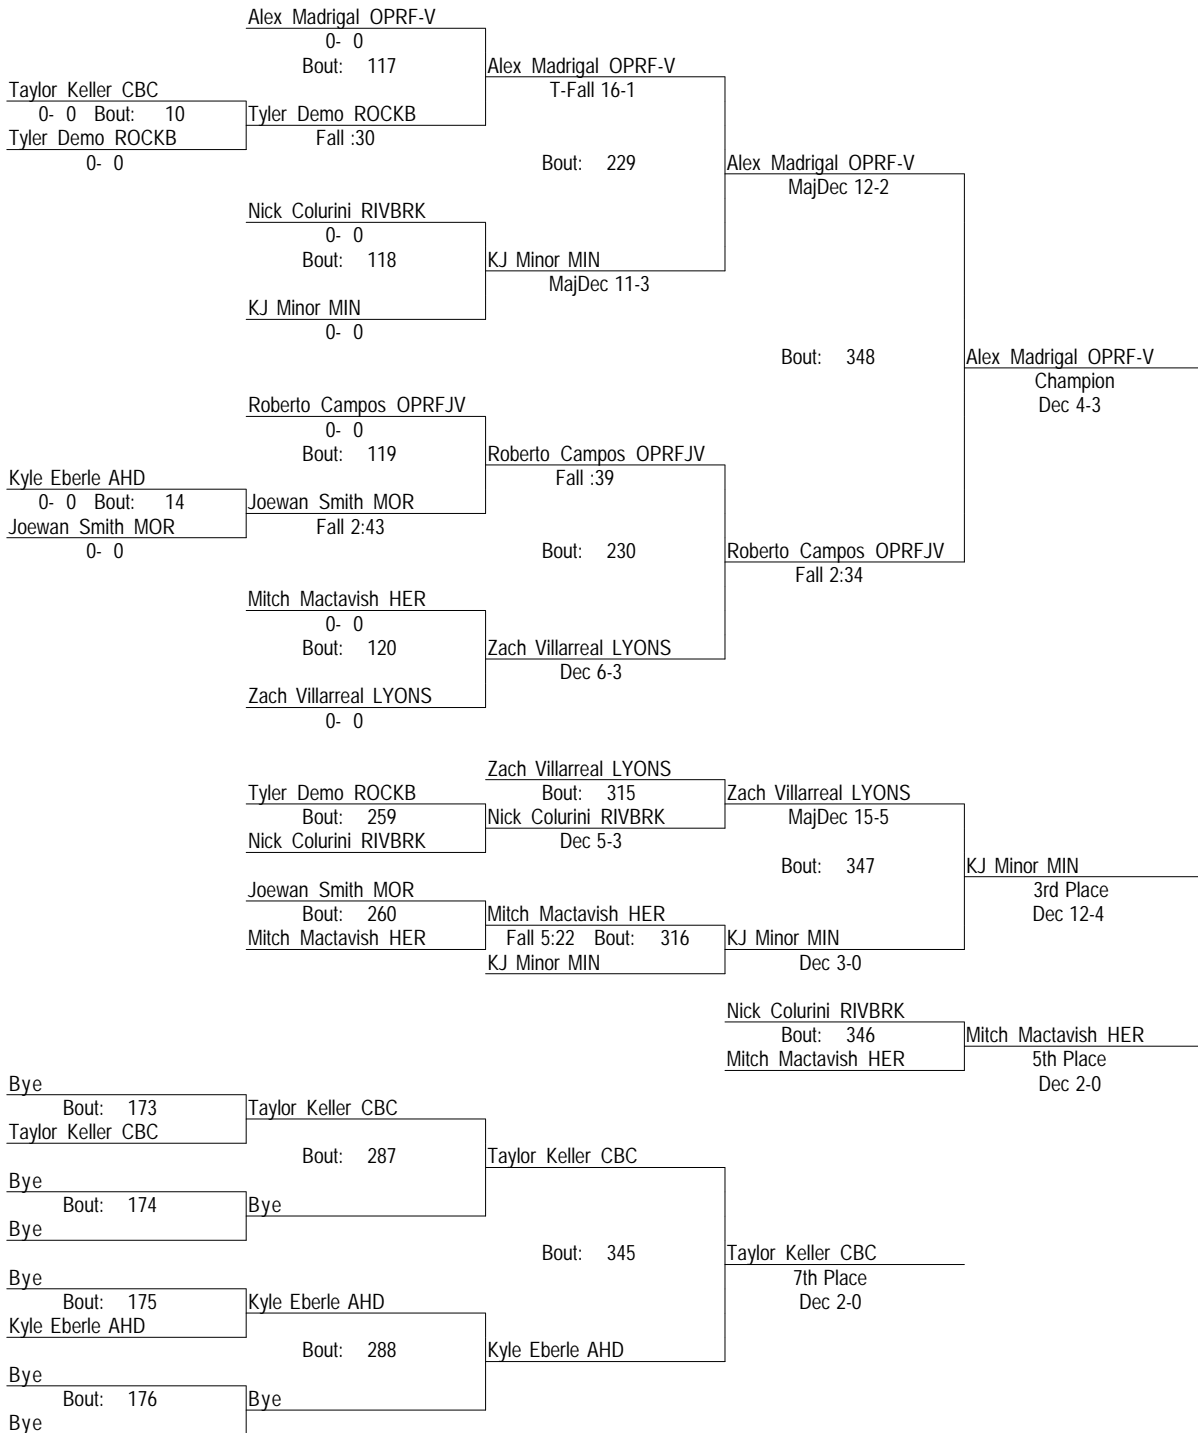 Alex Madrigal OPRF-V
0- 0
Bout: 117
Alex Madrigal OPRF-V
T-Fall 16-1
Taylor Keller CBC
0- 0 Bout: 10
Tyler Demo ROCKB
0- 0
Tyler Demo ROCKB
Fall :30
Bout: 229
Alex Madrigal OPRF-V
MajDec 12-2
Nick Colurini RIVBRK
0- 0
Bout: 118
KJ Minor MIN
MajDec 11-3
KJ Minor MIN
0- 0
Bout: 348
Alex Madrigal OPRF-V
Champion
Dec 4-3
Roberto Campos OPRFJV
0- 0
Bout: 119
Roberto Campos OPRFJV
Fall :39
Kyle Eberle AHD
0- 0 Bout: 14
Joewan Smith MOR
0- 0
Joewan Smith MOR
Fall 2:43
Bout: 230
Roberto Campos OPRFJV
Fall 2:34
Mitch Mactavish HER
0- 0
Bout: 120
Zach Villarreal LYONS
Dec 6-3
Zach Villarreal LYONS
0- 0
Zach Villarreal LYONS
Bout: 315
Tyler Demo ROCKB
Bout: 259
Nick Colurini RIVBRK
Nick Colurini RIVBRK
Dec 5-3
Zach Villarreal LYONS
MajDec 15-5
Bout: 347
KJ Minor MIN
3rd Place
Dec 12-4
Joewan Smith MOR
Bout: 260
Mitch Mactavish HER
Mitch Mactavish HER
Fall 5:22 Bout: 316
KJ Minor MIN
KJ Minor MIN
Dec 3-0
Nick Colurini RIVBRK
Bout: 346
Mitch Mactavish HER
Mitch Mactavish HER
5th Place
Dec 2-0
Bye
Bout: 173
Taylor Keller CBC
Taylor Keller CBC
Bout: 287
Taylor Keller CBC
Bye
Bout: 174
Bye
Bye
Bout: 345
Taylor Keller CBC
7th Place
Dec 2-0
Bye
Bout: 175
Kyle Eberle AHD
Kyle Eberle AHD
Bout: 288
Kyle Eberle AHD
Bye
Bout: 176
Bye
Bye